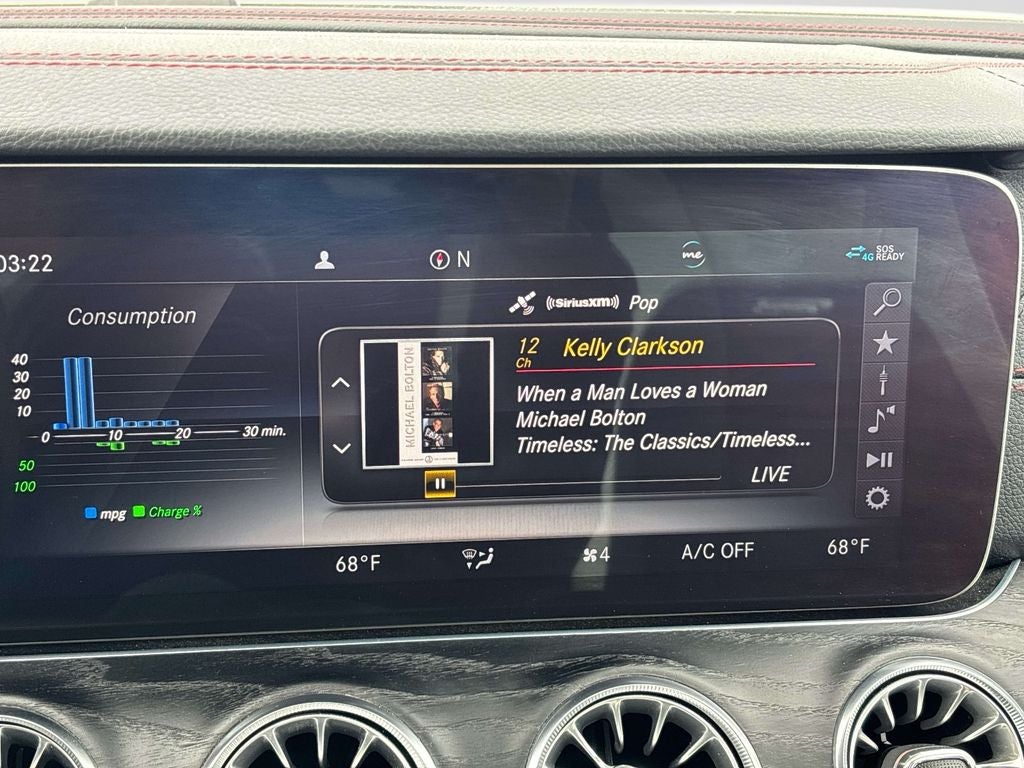 03:22
N
me
4G
SOS
READY
Consumption
40
30
20
10
0
10
20
30 min.
50
100
mpg
Charge %
((SiriusXM)) Pop
12
Ch
Kelly Clarkson
MICHAEL BOLTON
When a Man Loves a Woman
Michael Bolton
Timeless: The Classics/Timeless...
LIVE
68°F
4
A/C OFF
68°F